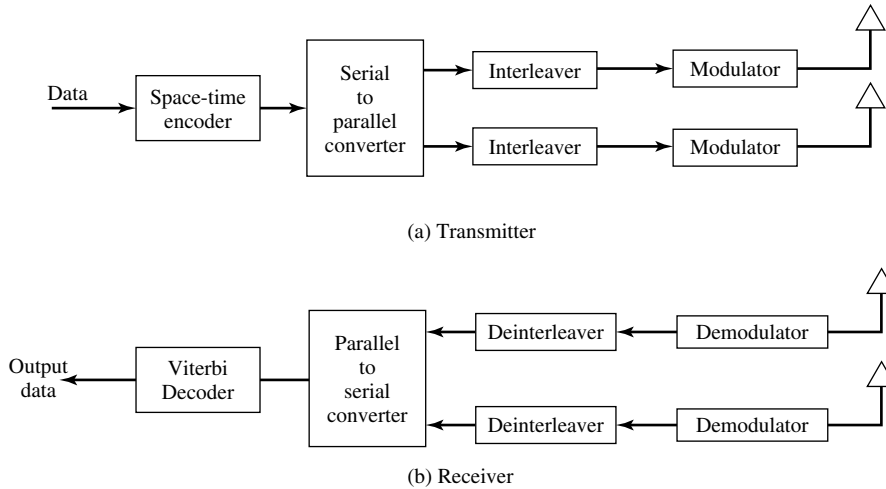 Data
Space-time
encoder
Serial
to
parallel
converter
Interleaver
Modulator
Interleaver
Modulator
(a) Transmitter
Output
data
Viterbi
Decoder
Parallel
to
serial
converter
Deinterleaver
Demodulator
Deinterleaver
Demodulator
(b) Receiver